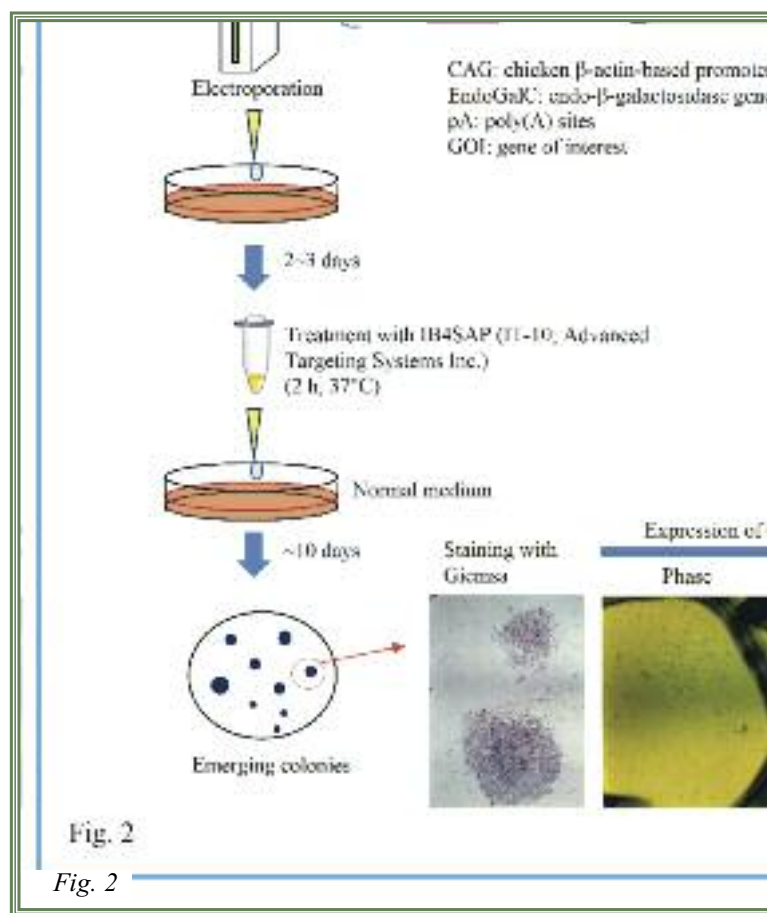 Electroporation
CAG: chicken β-actin-based promote
EndoGalC: endo-β-galactosidase gene
pA: poly(A) sites
GOI: gene of interest
2~3 days
Treatment with IB4SAP (IT-10; Advanced
Targeting Systems Inc.)
(2 h, 37°C)
Normal medium
~10 days
Staining with
Giemsa
Expression of
Phase
Emerging colonies
Fig. 2
Fig. 2